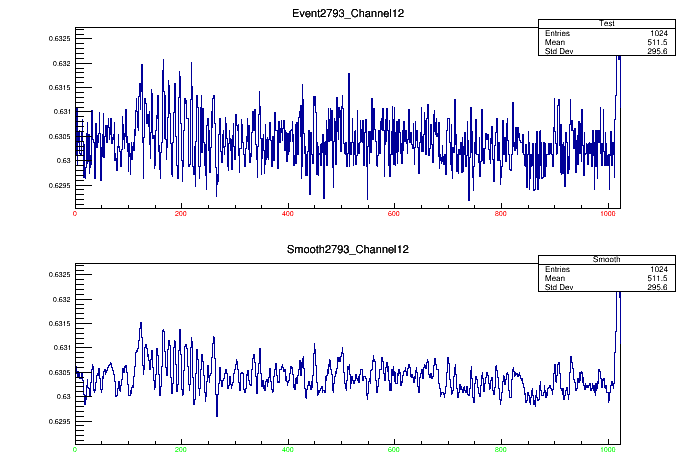 Event2793_Channel12
Test
Entries 1024
Mean 511.5
Std Dev 295.6
0.6325
0.632
0.6315
0.631
0.6305
0.63
0.6295
0 200 400 600 800 1000
Smooth2793_Channel12
Smooth
Entries 1024
Mean 511.5
Std Dev 295.6
0.6325
0.632
0.6315
0.631
0.6305
0.63
0.6295
0 200 400 600 800 1000